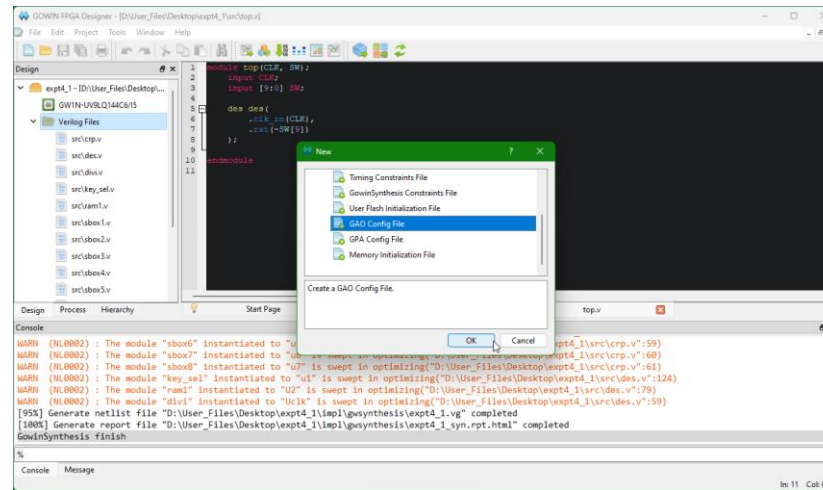 GOWIN FPGA Designer - [D:\User_Files\Desktop\expt4_1\src\top.v]
File Edit Project Tools Window Help
Design
expt4_1 - [D:\User_Files\Desktop\...
GW1N-UV9LQ144C6/I5
Verilog Files
src\crp.v
src\des.v
src\divi.v
src\key_sel.v
src\ram1.v
src\sbox1.v
src\sbox2.v
src\sbox3.v
src\sbox4.v
src\sbox5.v
Design Process Hierarchy
1 module top(CLK, SW);
2 input CLK;
3 input [9:0] SW;
4
5 des des(
6 .clk_in(CLK),
7 .rst(~SW[9])
8 );
9
10 endmodule
11
New
Timing Constraints File
GowinSynthesis Constraints File
User Flash Initialization File
GAO Config File
GPA Config File
Memory Initialization File
Create a GAO Config File.
OK Cancel
Start Page top.v
Console
WARN (NL0002) : The module "sbox6" instantiated to "u expt4_1\src\crp.v":59)
WARN (NL0002) : The module "sbox7" instantiated to "u6" is swept in optimizing("D:\User_Files\Desktop\expt4_1\src\crp.v":60)
WARN (NL0002) : The module "sbox8" instantiated to "u7" is swept in optimizing("D:\User_Files\Desktop\expt4_1\src\crp.v":61)
WARN (NL0002) : The module "key_sel" instantiated to "u1" is swept in optimizing("D:\User_Files\Desktop\expt4_1\src\des.v":124)
WARN (NL0002) : The module "ram1" instantiated to "U2" is swept in optimizing("D:\User_Files\Desktop\expt4_1\src\des.v":79)
WARN (NL0002) : The module "div1" instantiated to "Uclk" is swept in optimizing("D:\User_Files\Desktop\expt4_1\src\des.v":59)
[95%] Generate netlist file "D:\User_Files\Desktop\expt4_1\impl\gwsynthesis\expt4_1.vg" completed
[100%] Generate report file "D:\User_Files\Desktop\expt4_1\impl\gwsynthesis\expt4_1_syn.rpt.html" completed
GowinSynthesis finish
%
Console Message
In: 11 Col: